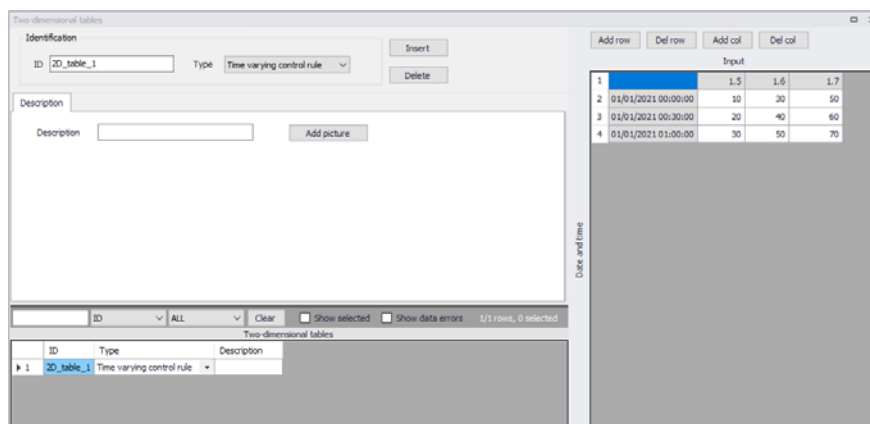 Two-dimensional tables
Identification
ID 2D_table_1 Type Time varying control rule
Insert
Delete
Description
Description Add picture
ID ALL Clear Show selected Show data errors 1/1 rows, 0 selected
Two-dimensional tables
ID Type Description
1 2D_table_1 Time varying control rule
Add row Del row Add col Del col
Input
Date and time
1 1.5 1.6 1.7
2 01/01/2021 00:00:00 10 30 50
3 01/01/2021 00:30:00 20 40 60
4 01/01/2021 01:00:00 30 50 70